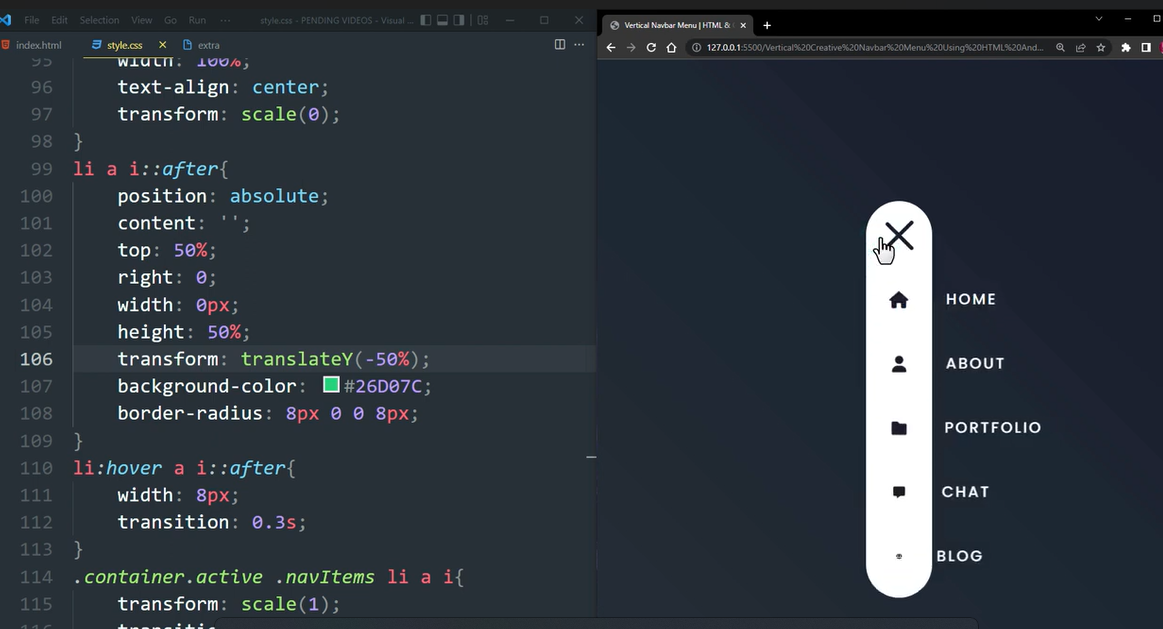 File Edit Selection View Go Run ··· style.css - PENDING VIDEOS - Visual ...
index.html style.css extra
95 width: 100%;
96 text-align: center;
97 transform: scale(0);
98 }
99 li a i::after{
100 position: absolute;
101 content: '';
102 top: 50%;
103 right: 0;
104 width: 0px;
105 height: 50%;
106 transform: translateY(-50%);
107 background-color: #26D07C;
108 border-radius: 8px 0 0 8px;
109 }
110 li:hover a i::after{
111 width: 8px;
112 transition: 0.3s;
113 }
114 .container.active .navItems li a i{
115 transform: scale(1);
Vertical Navbar Menu | HTML &
127.0.0.1:5500/Vertical%20Creative%20Navbar%20Menu%20Using%20HTML%20And...
HOME
ABOUT
PORTFOLIO
CHAT
BLOG